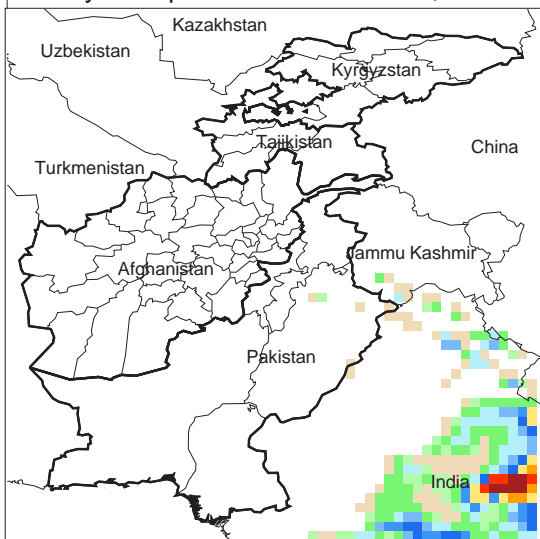 Kazakhstan
Uzbekistan
Kyrgyzstan
Tajikistan
China
Turkmenistan
Jammu Kashmir
Afghanistan
Pakistan
India